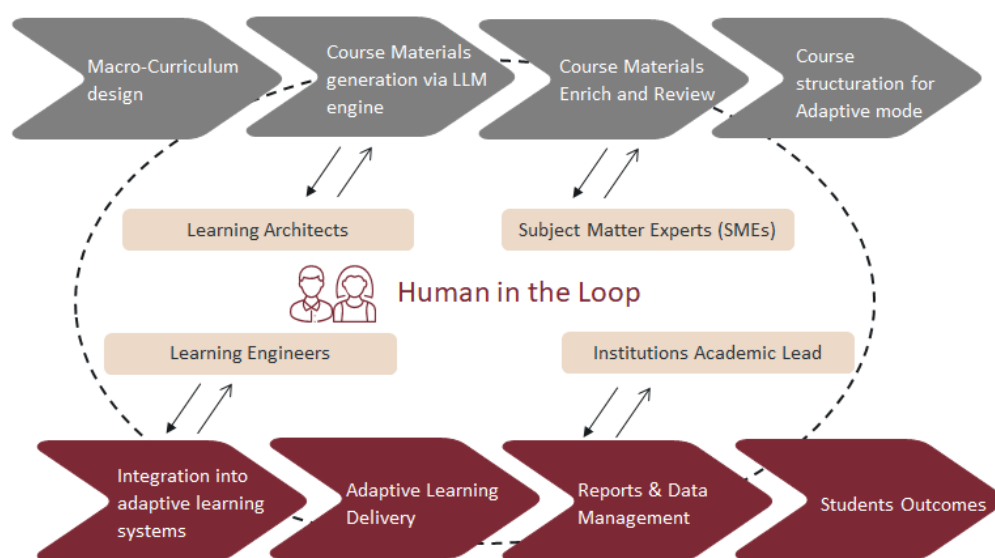 Macro-Curriculum
design
Course Materials
generation via LLM
engine
Course Materials
Enrich and Review
Course
structuration for
Adaptive mode
Learning Architects
Subject Matter Experts (SMEs)
Human in the Loop
Learning Engineers
Institutions Academic Lead
Integration into
adaptive learning
systems
Adaptive Learning
Delivery
Reports & Data
Management
Students Outcomes